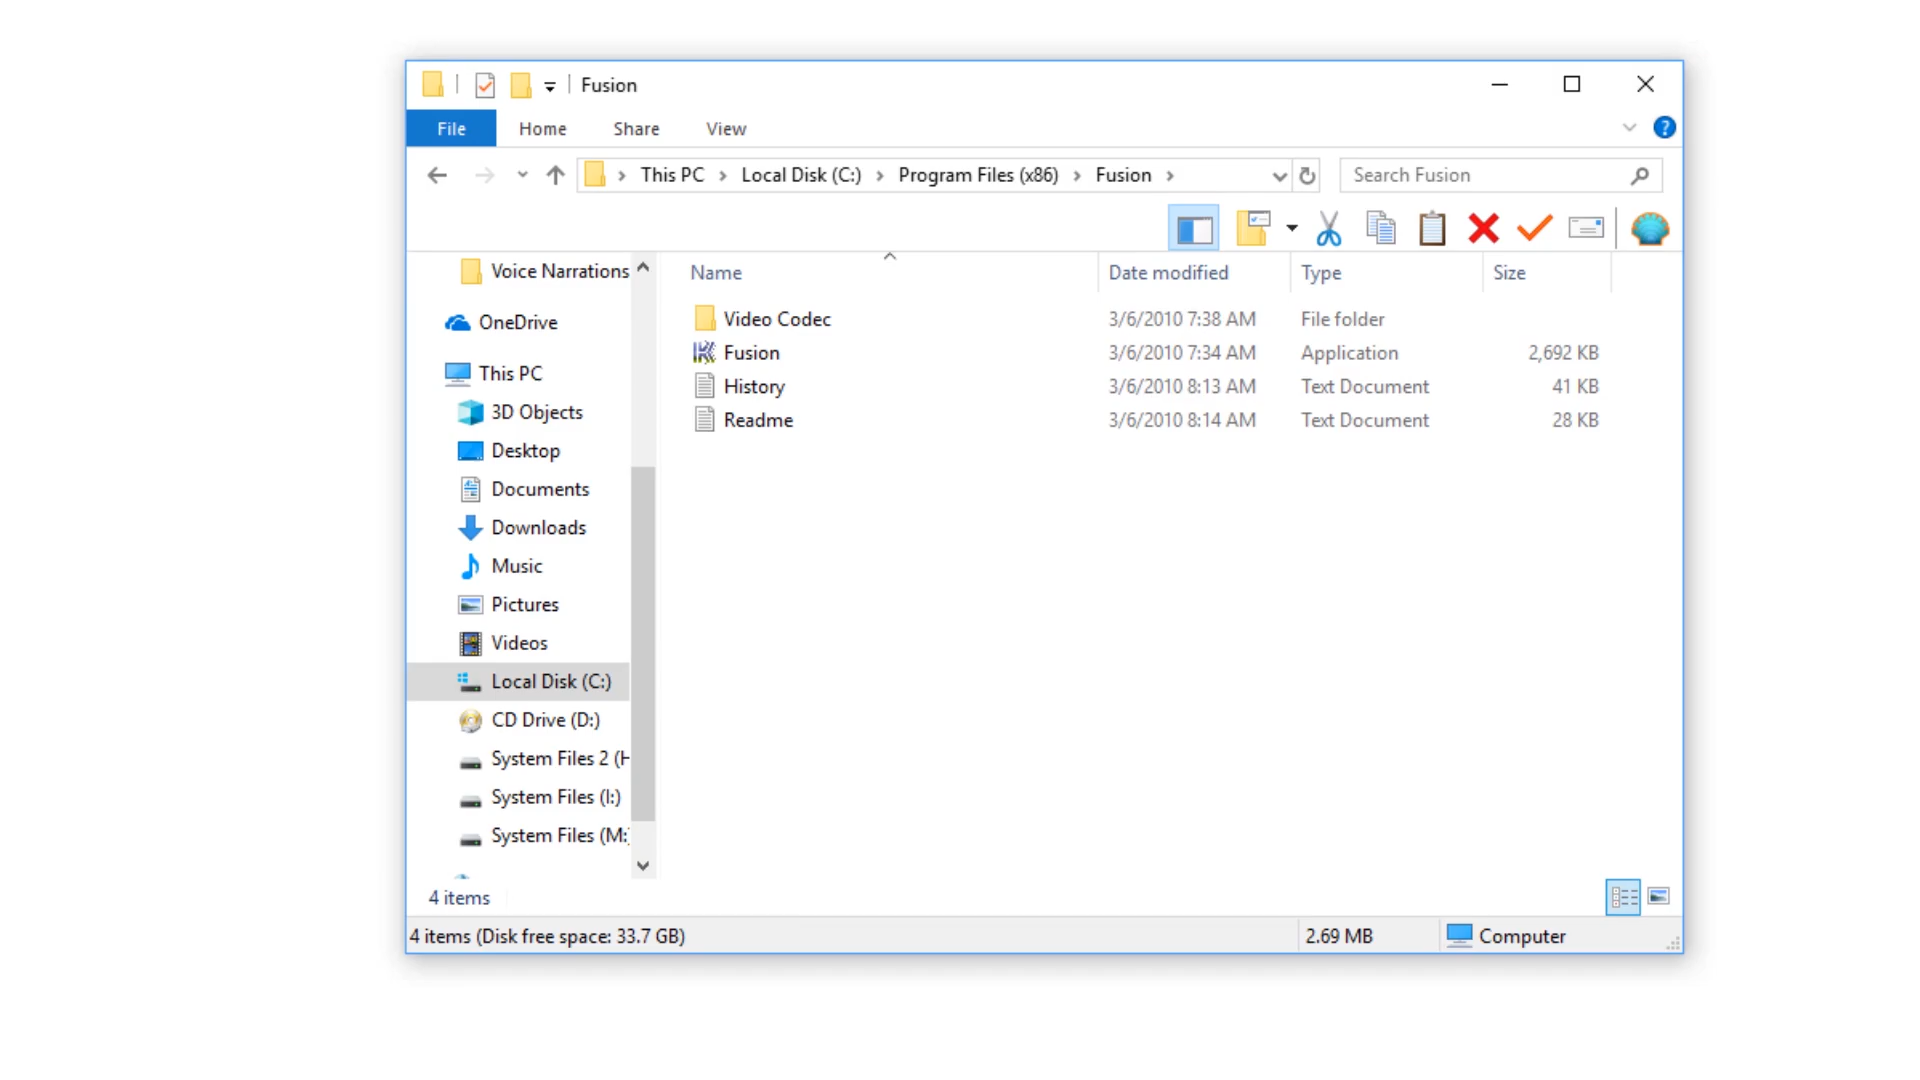 Fusion
File Home Share View
This PC Local Disk (C:) Program Files (x86) Fusion Search Fusion
Name Date modified Type Size
Voice Narrations
OneDrive
This PC
3D Objects
Desktop
Documents
Downloads
Music
Pictures
Videos
Local Disk (C:)
CD Drive (D:)
System Files 2 (H
System Files (I:)
System Files (M:)
Video Codec 3/6/2010 7:38 AM File folder
Fusion 3/6/2010 7:34 AM Application 2,692 KB
History 3/6/2010 8:13 AM Text Document 41 KB
Readme 3/6/2010 8:14 AM Text Document 28 KB
4 items
4 items (Disk free space: 33.7 GB) 2.69 MB Computer